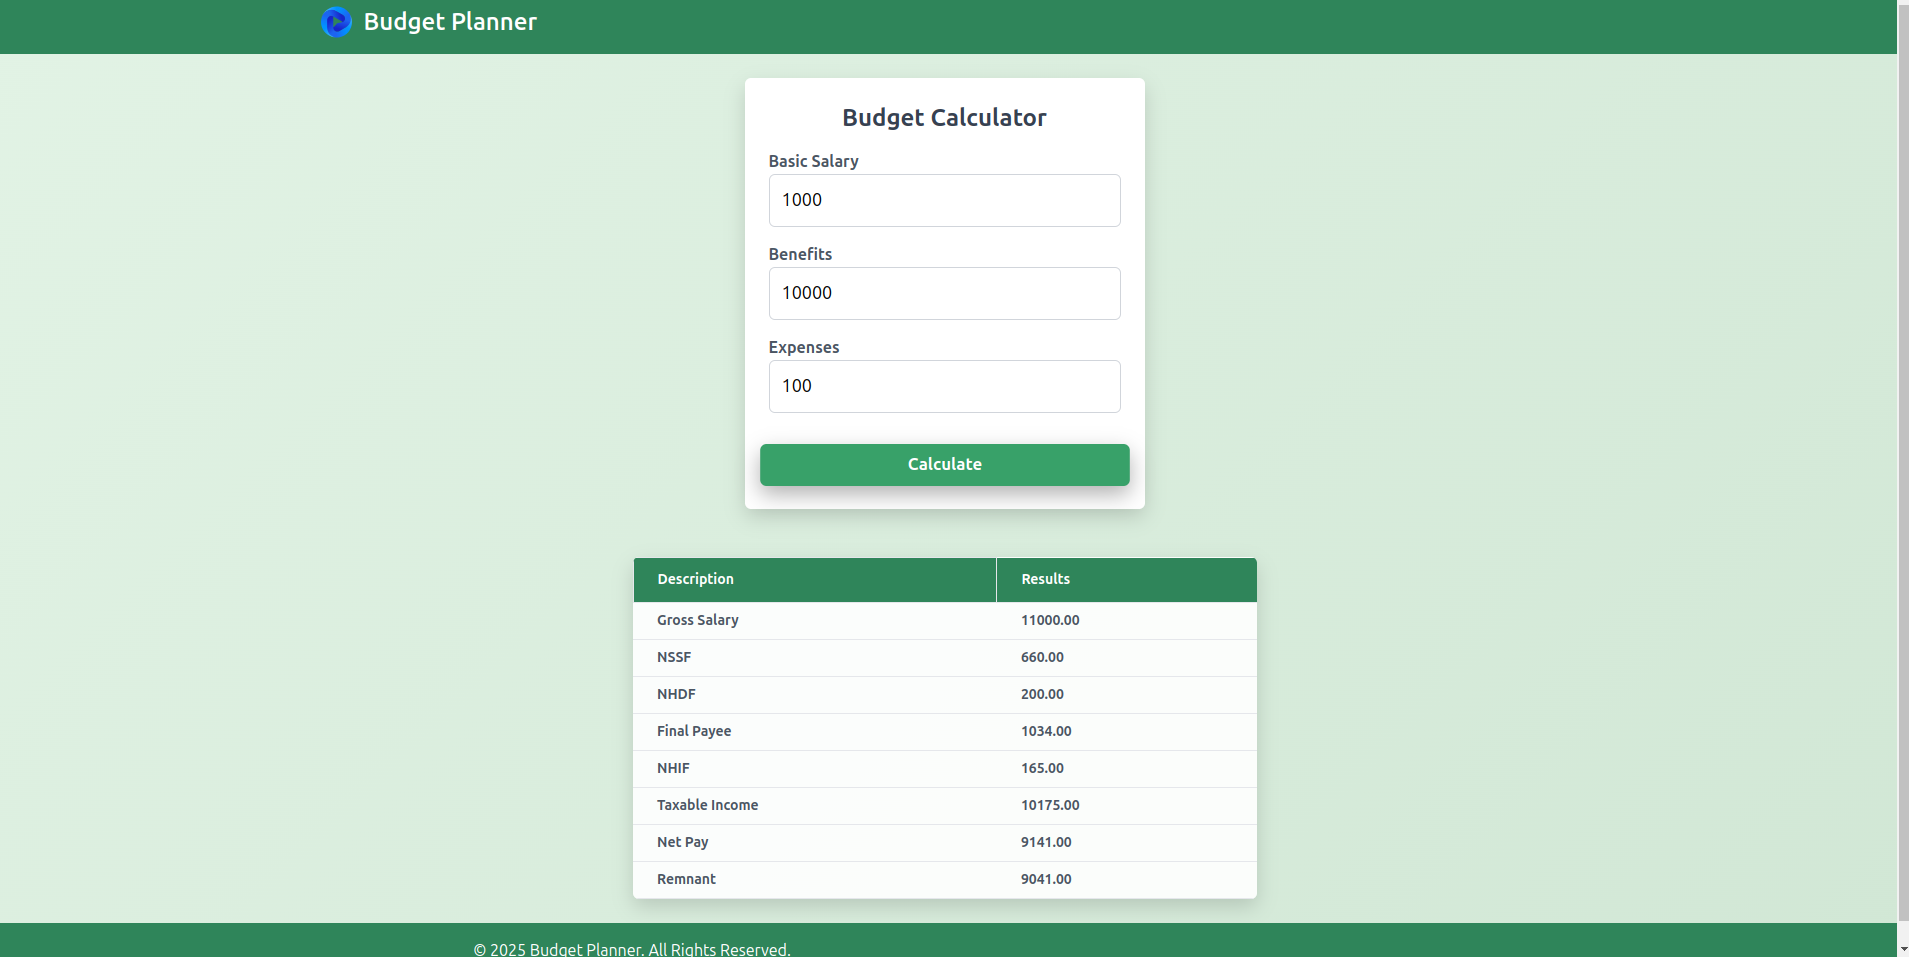 Budget Planner
Budget Calculator
Basic Salary
1000
Benefits
10000
Expenses
100
Calculate
Description Results
Gross Salary 11000.00
NSSF 660.00
NHDF 200.00
Final Payee 1034.00
NHIF 165.00
Taxable Income 10175.00
Net Pay 9141.00
Remnant 9041.00
© 2025 Budget Planner. All Rights Reserved.